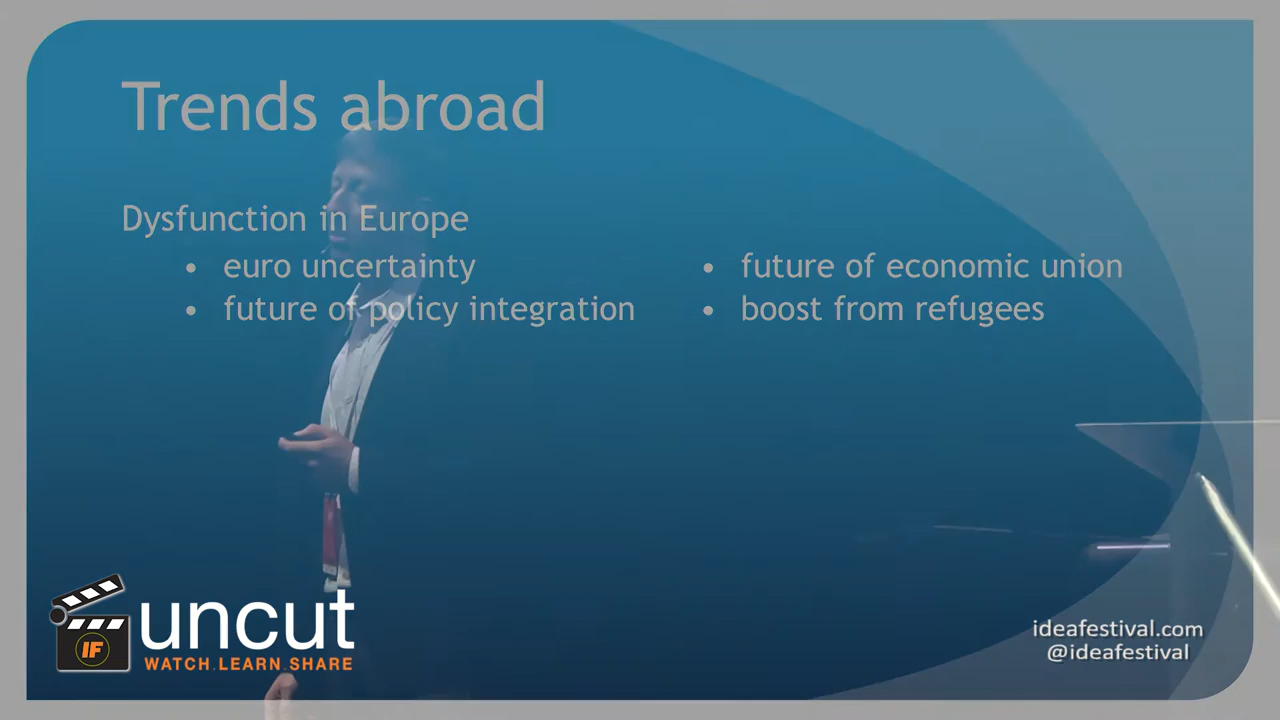 Trends abroad
Dysfunction in Europe
• euro uncertainty
• future of policy integration
• future of economic union
• boost from refugees
IF
uncut
WATCH.LEARN.SHARE
ideafestival.com
@ideafestival